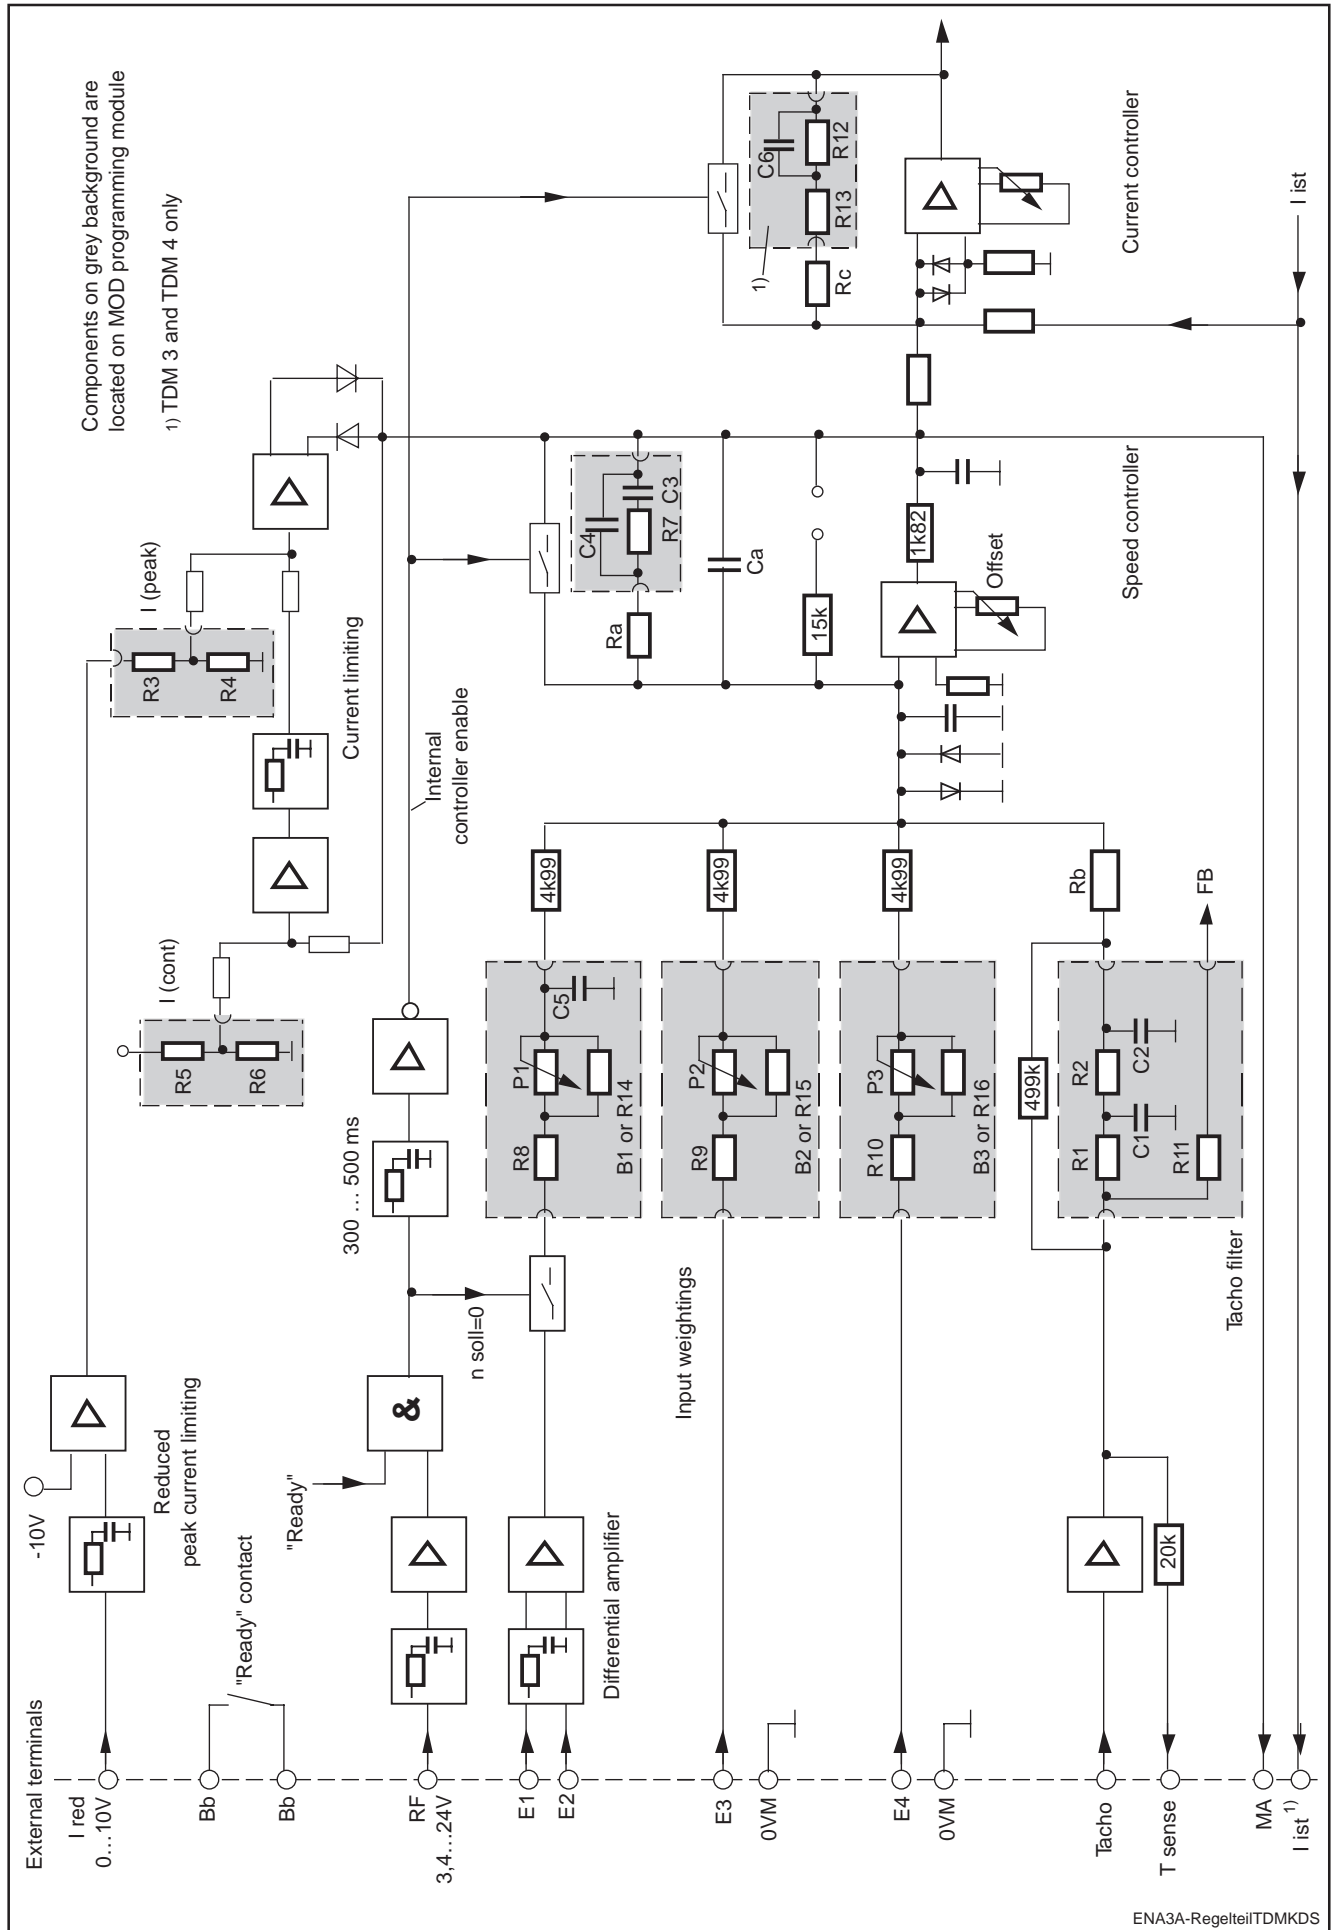 Components on grey background are
located on MOD programming module
1) TDM 3 and TDM 4 only
External terminals
I red
0...10V
-10V
Reduced
peak current limiting
R3
R4
I (peak)
Bb
Bb
"Ready" contact
I (cont)
R5
R6
Current limiting
RF
3,4...24V
"Ready"
&
300 ... 500 ms
Internal
controller enable
n soll=0
E1
E2
Differential amplifier
R8
P1
C5
B1 or R14
4k99
Ra
C4
R7
C3
Ca
15k
1)
Rc
R13
C6
R12
Input weightings
E3
0VM
R9
P2
B2 or R15
4k99
E4
0VM
R10
P3
B3 or R16
4k99
1k82
Offset
Speed controller
Current controller
Tacho
T sense
20k
499k
R1
C1
R2
C2
R11
Rb
FB
Tacho filter
MA
I ist 1)
I ist
ENA3A-RegelteilTDMKDS